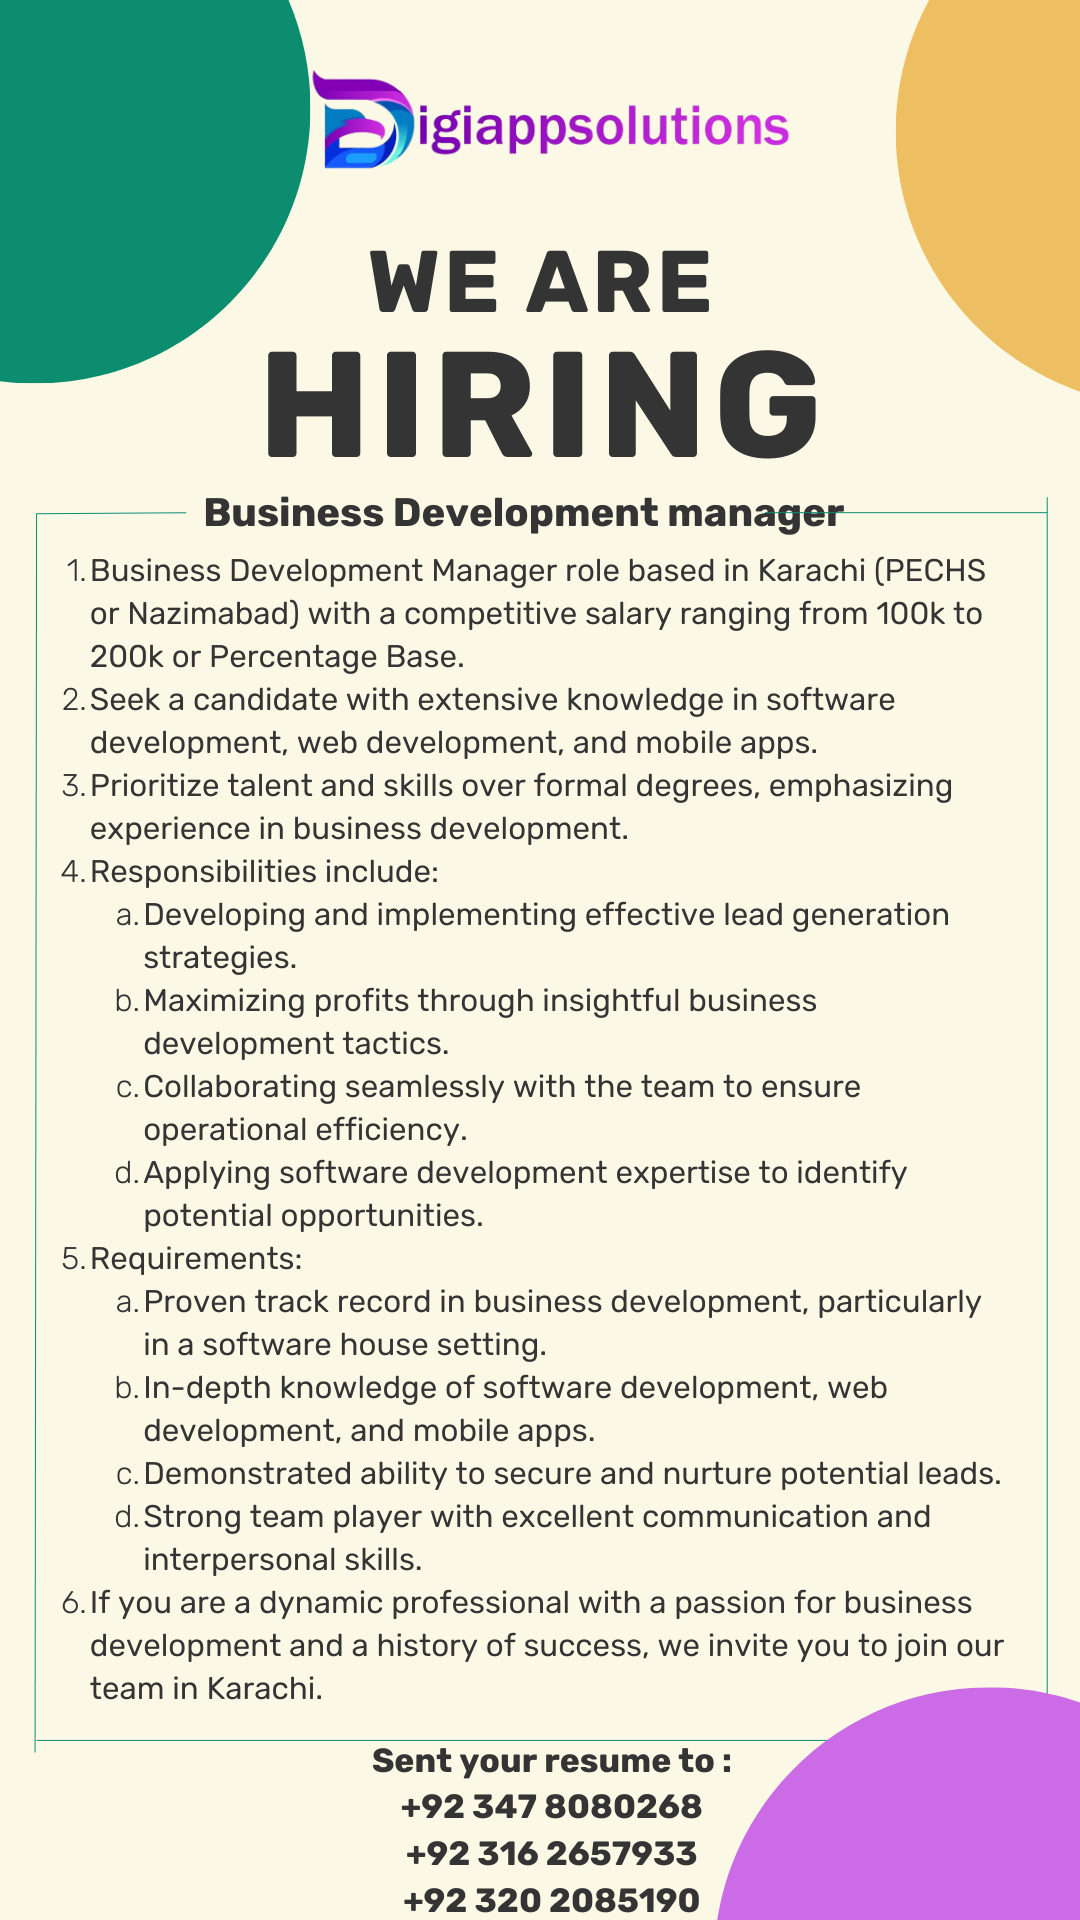 Digiappsolutions
WE ARE
HIRING
Business Development manager
1. Business Development Manager role based in Karachi (PECHS
or Nazimabad) with a competitive salary ranging from 100k to
200k or Percentage Base.
2. Seek a candidate with extensive knowledge in software
development, web development, and mobile apps.
3. Prioritize talent and skills over formal degrees, emphasizing
experience in business development.
4. Responsibilities include:
a. Developing and implementing effective lead generation
strategies.
b. Maximizing profits through insightful business
development tactics.
c. Collaborating seamlessly with the team to ensure
operational efficiency.
d. Applying software development expertise to identify
potential opportunities.
5. Requirements:
a. Proven track record in business development, particularly
in a software house setting.
b. In-depth knowledge of software development, web
development, and mobile apps.
c. Demonstrated ability to secure and nurture potential leads.
d. Strong team player with excellent communication and
interpersonal skills.
6. If you are a dynamic professional with a passion for business
development and a history of success, we invite you to join our
team in Karachi.
Sent your resume to :
+92 347 8080268
+92 316 2657933
+92 320 2085190